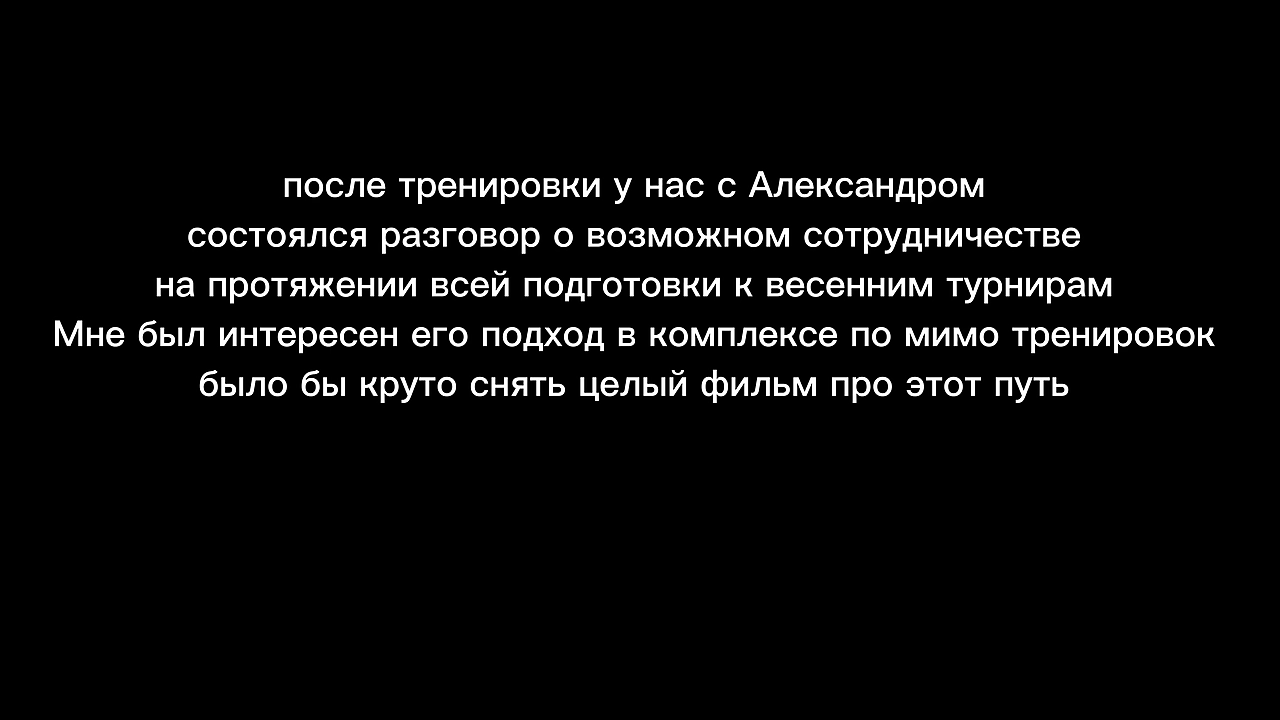 после тренировки у нас с Александром
состоялся разговор о возможном сотрудничестве
на протяжении всей подготовки к весенним турнирам
Мне был интересен его подход в комплексе по мимо тренировок
было бы круто снять целый фильм про этот путь